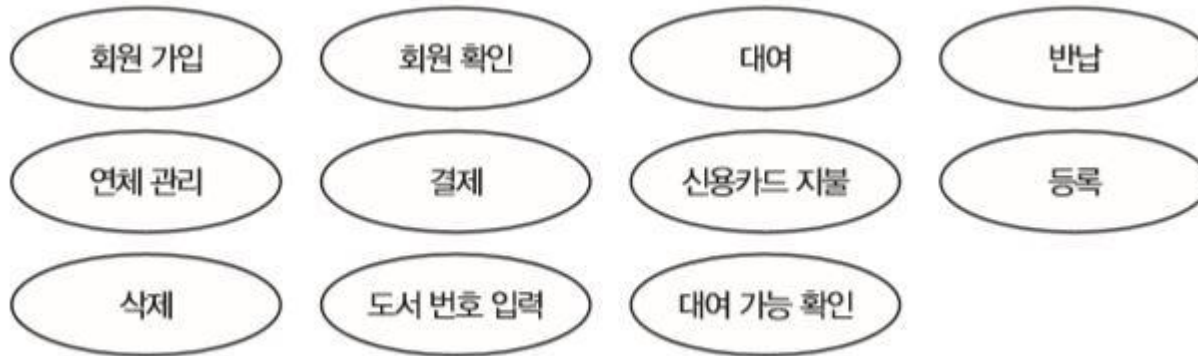 회원 가입
회원 확인
대여
반납
연체 관리
결제
신용카드 지불
등록
삭제
도서 번호 입력
대여 가능 확인